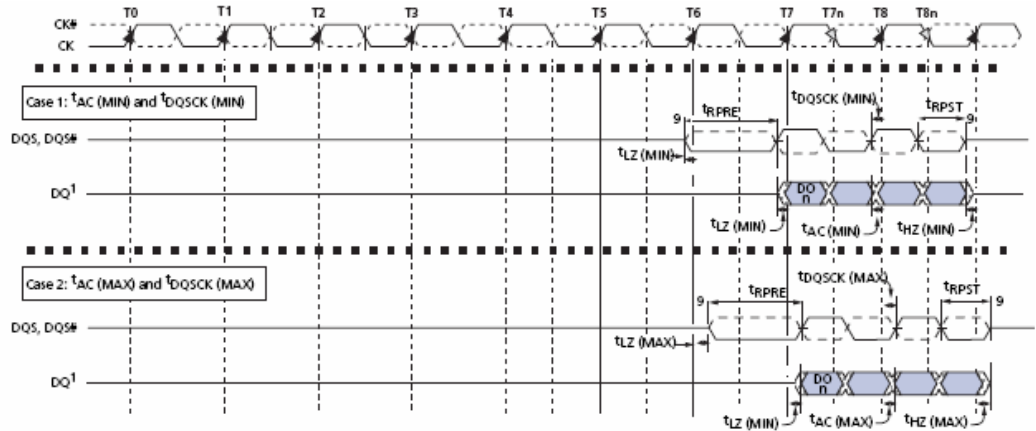 T0 T1 T2 T3 T4 T5 T6 T7 T7n T8 T8n
CK#
CK
Case 1: tAC (MIN) and tDQSCK (MIN)
tDQSCK (MIN)
9 tRPRE tRPST 9
DQS, DQS#
tLZ (MIN)
DQ1
DO
n
tLZ (MIN) tAC (MIN) tHZ (MIN)
Case 2: tAC (MAX) and tDQSCK (MAX)
tDQSCK (MAX)
9 tRPRE tRPST 9
DQS, DQS#
tLZ (MAX)
DQ1
DO
n
tLZ (MIN) tAC (MAX) tHZ (MAX)